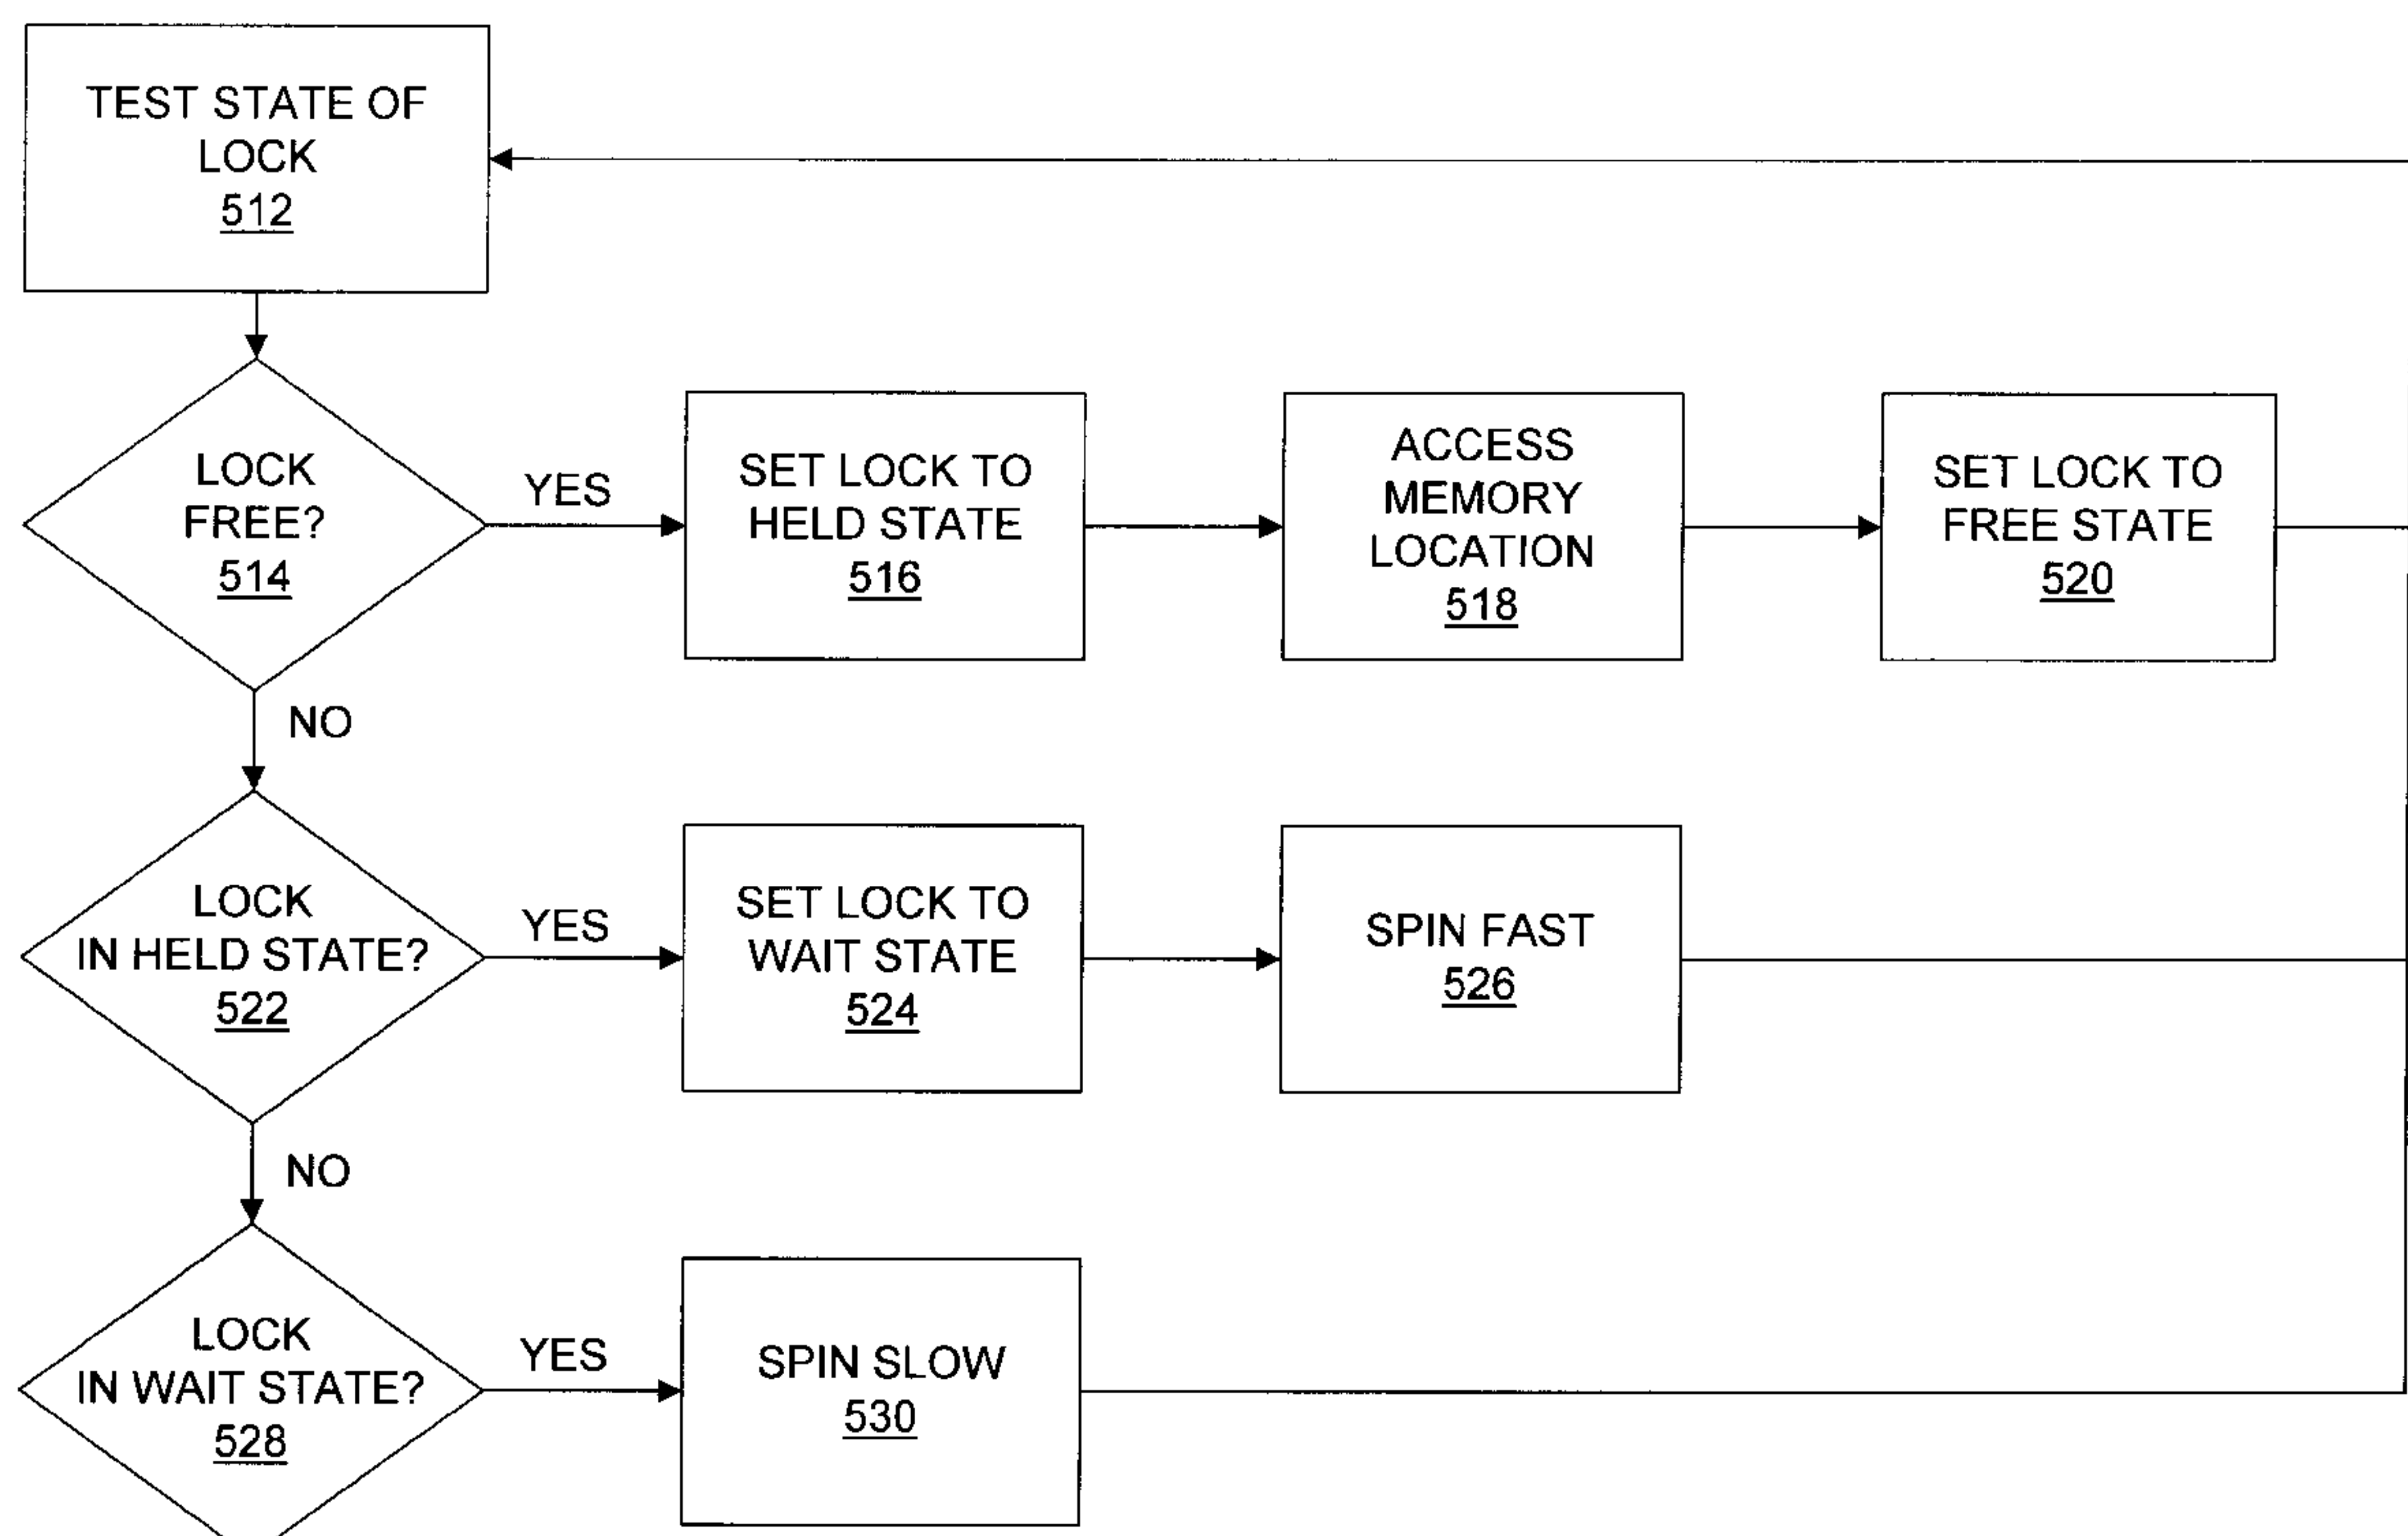 TEST STATE OF
LOCK
512
LOCK
FREE?
514
YES
SET LOCK TO
HELD STATE
516
ACCESS
MEMORY
LOCATION
518
SET LOCK TO
FREE STATE
520
NO
LOCK
IN HELD STATE?
522
YES
SET LOCK TO
WAIT STATE
524
SPIN FAST
526
NO
LOCK
IN WAIT STATE?
528
YES
SPIN SLOW
530